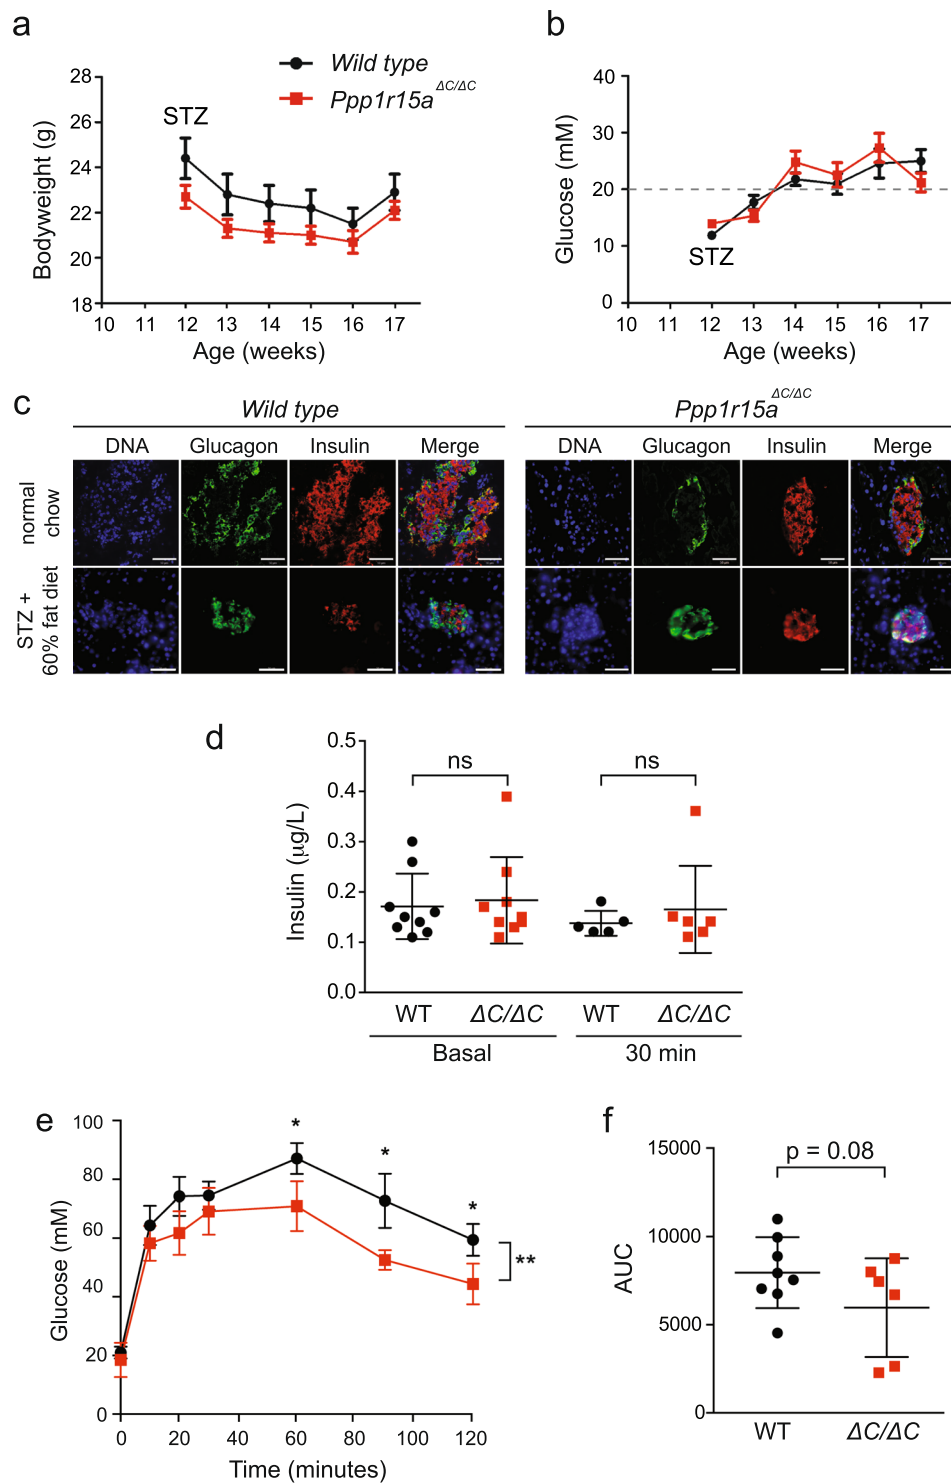 a
Wild type
Ppp1r15a ΔC/ΔC
STZ
Bodyweight (g)
28
26
24
22
20
18
10 11 12 13 14 15 16 17
Age (weeks)
b
STZ
Glucose (mM)
40
30
20
10
0
10 11 12 13 14 15 16 17
Age (weeks)
c
Wild type
Ppp1r15a ΔC/ΔC
DNA Glucagon Insulin Merge
DNA Glucagon Insulin Merge
normal
chow
STZ +
60% fat diet
d
Insulin (µg/L)
0.5
0.4
0.3
0.2
0.1
0.0
ns
ns
WT ΔC/ΔC WT ΔC/ΔC
Basal 30 min
e
Glucose (mM)
100
80
60
40
20
0
*
*
*
**
0 20 40 60 80 100 120
Time (minutes)
f
AUC
15000
10000
5000
0
p = 0.08
WT ΔC/ΔC